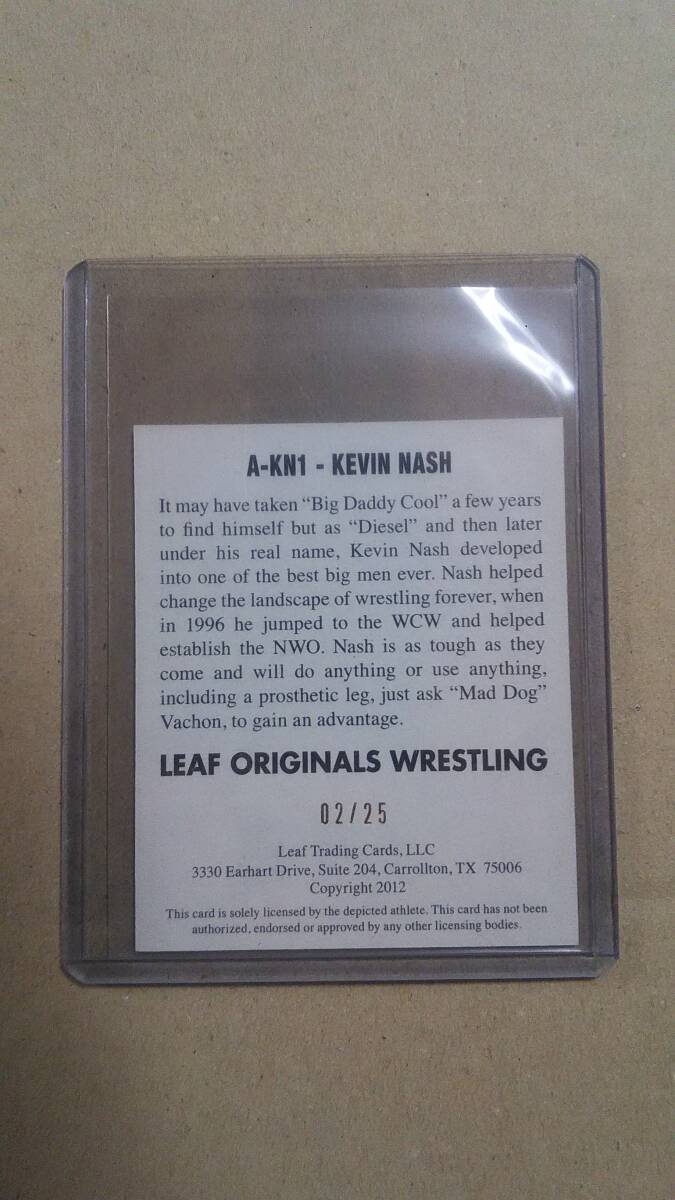 A-KN1 - KEVIN NASH
It may have taken “Big Daddy Cool” a few years
to find himself but as “Diesel” and then later
under his real name, Kevin Nash developed
into one of the best big men ever. Nash helped
change the landscape of wrestling forever, when
in 1996 he jumped to the WCW and helped
establish the NWO. Nash is as tough as they
come and will do anything or use anything,
including a prosthetic leg, just ask “Mad Dog”
Vachon, to gain an advantage.
LEAF ORIGINALS WRESTLING
02/25
Leaf Trading Cards, LLC
3330 Earhart Drive, Suite 204, Carrollton, TX 75006
Copyright 2012
This card is solely licensed by the depicted athlete. This card has not been
authorized, endorsed or approved by any other licensing bodies.